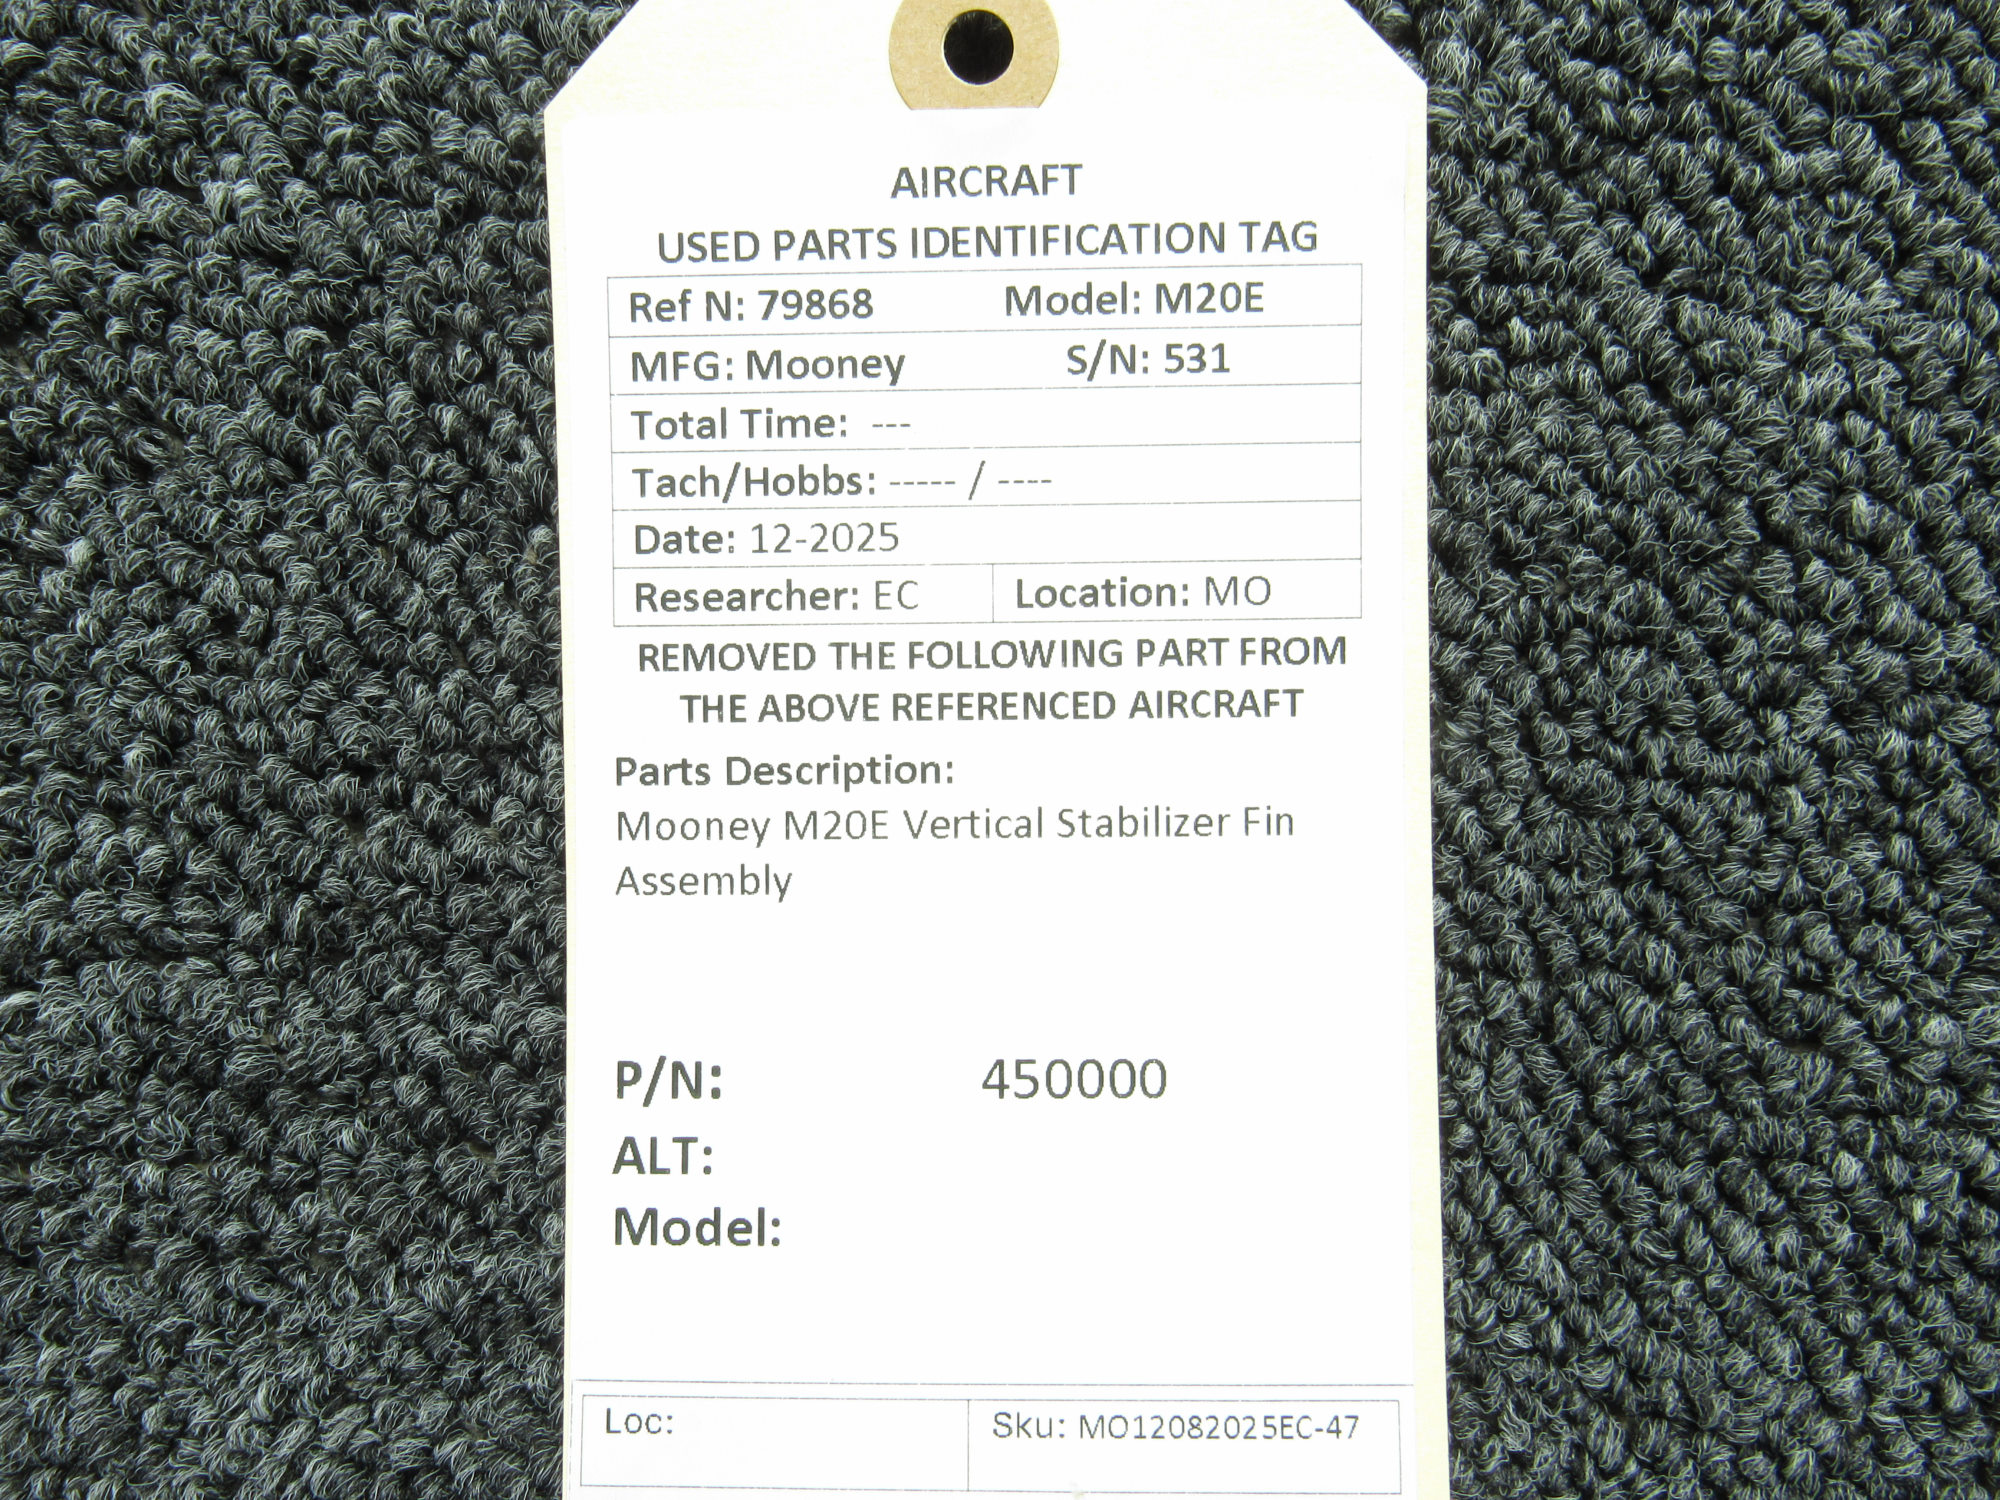 AIRCRAFT
USED PARTS IDENTIFICATION TAG
Ref N: 79868 Model: M20E
MFG: Mooney S/N: 531
Total Time: ---
Tach/Hobbs: ----- / ----
Date: 12-2025
Researcher: EC Location: MO
REMOVED THE FOLLOWING PART FROM
THE ABOVE REFERENCED AIRCRAFT
Parts Description:
Mooney M20E Vertical Stabilizer Fin
Assembly
P/N: 450000
ALT:
Model:
Loc: Sku: MO12082025EC-47